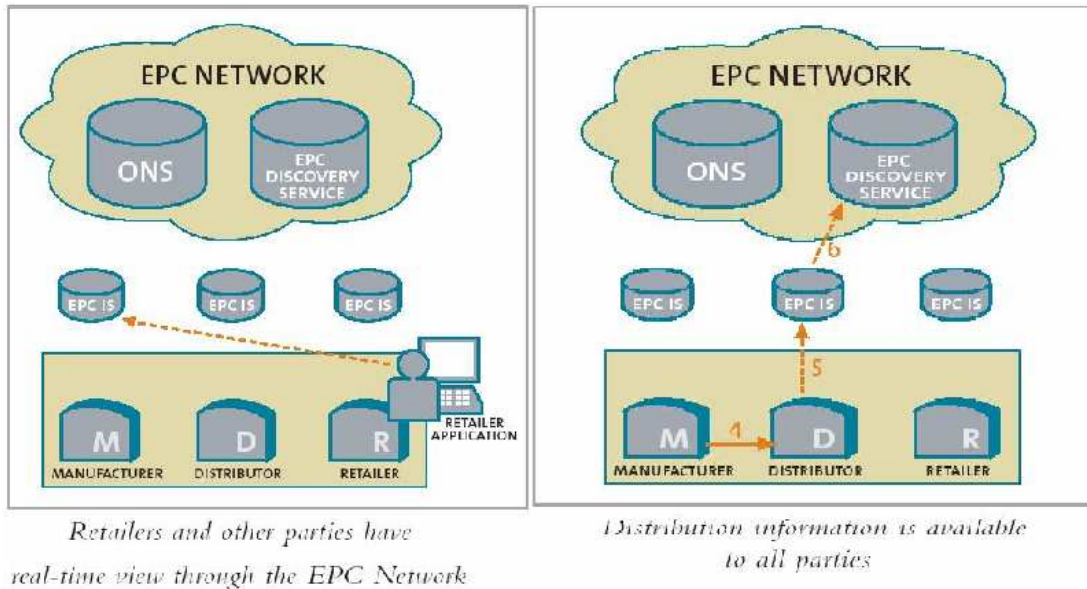 EPC NETWORK
ONS
EPC
DISCOVERY
SERVICE
EPC IS
EPC IS
EPC IS
M
D
R
MANUFACTURER
DISTRIBUTOR
RETAILER
RETAILER
APPLICATION
Retailers and other parties have
real-time view through the EPC Network
EPC NETWORK
ONS
EPC
DISCOVERY
SERVICE
6
EPC IS
EPC IS
EPC IS
5
M
4
D
R
MANUFACTURER
DISTRIBUTOR
RETAILER
Distribution information is available
to all parties